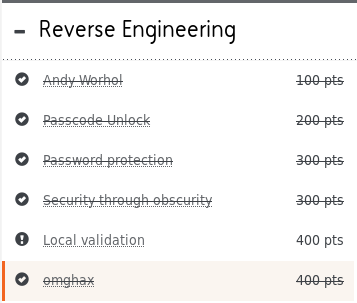 Reverse Engineering
Andy Worhol 100 pts
Passcode Unlock 200 pts
Password protection 300 pts
Security through obscurity 300 pts
Local validation 400 pts
omghax 400 pts